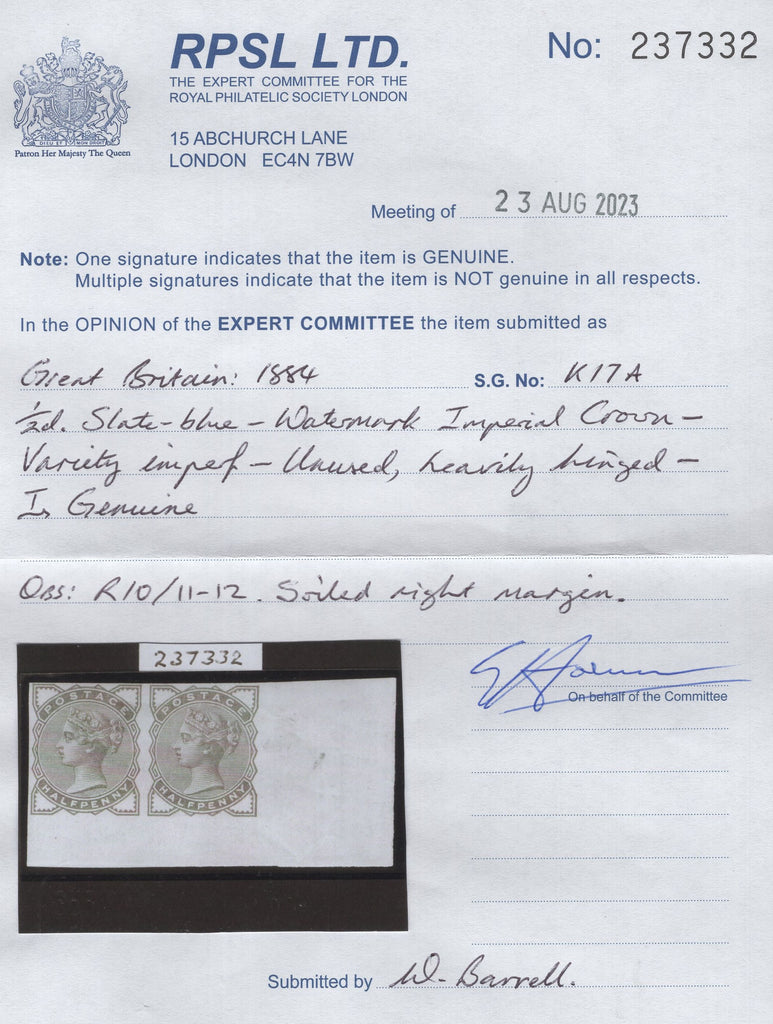 RPSL LTD.
THE EXPERT COMMITTEE FOR THE
ROYAL PHILATELIC SOCIETY LONDON
No: 237332
DIEU ET MON DROIT
Patron Her Majesty The Queen
15 ABCHURCH LANE
LONDON EC4N 7BW
Meeting of 23 AUG 2023
Note: One signature indicates that the item is GENUINE.
Multiple signatures indicate that the item is NOT genuine in all respects.
In the OPINION of the EXPERT COMMITTEE the item submitted as
Great Britain: 1884 S.G. No: K17A
½d. Slate-blue – Watermark Imperial Crown –
Variety imperf – Unused, heavily hinged –
Is Genuine
Obs: R10/11-12. Soiled right margin.
237332
POSTAGE POSTAGE
HALFPENNY HALFPENNY
On behalf of the Committee
Submitted by W. Barrell.